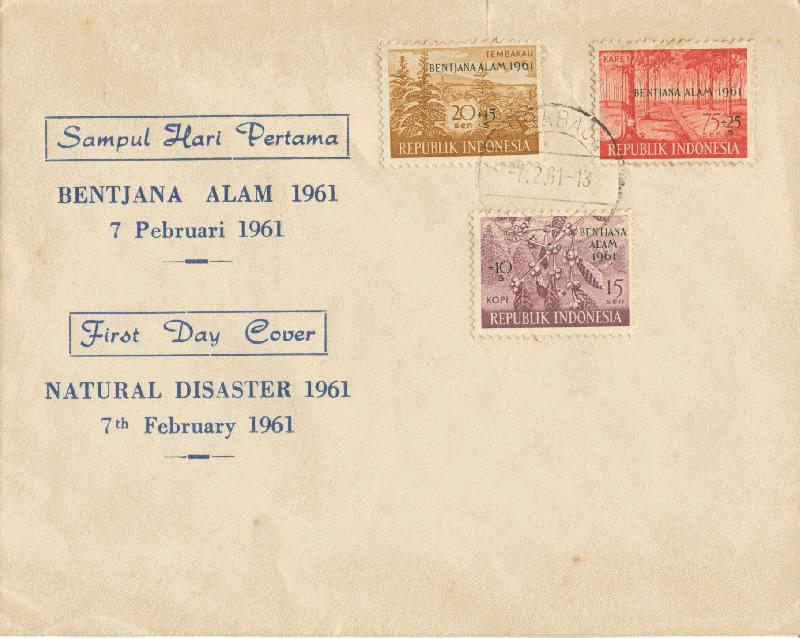 Sampul Hari Pertama
BENTJANA ALAM 1961
7 Pebruari 1961
First Day Cover
NATURAL DISASTER 1961
7th February 1961
TEMBAKAU
BENTJANA ALAM 1961
20 +15
sen s
REPUBLIK INDONESIA
KARET
BENTJANA ALAM 1961
75 +25
sen s
REPUBLIK INDONESIA
7.2.61-13
BENTJANA
ALAM
1961
+10
s
15
sen
KOPI
REPUBLIK INDONESIA